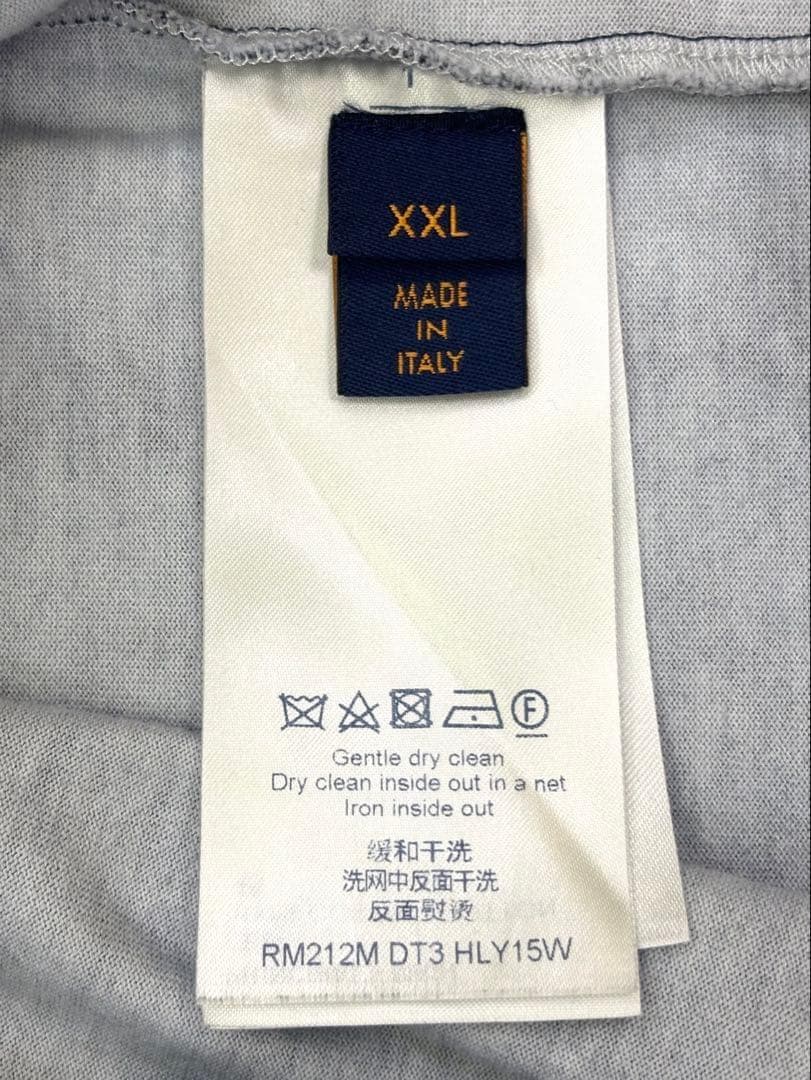 XXL
MADE
IN
ITALY
F
Gentle dry clean
Dry clean inside out in a net
Iron inside out
缓和干洗
洗网中反面干洗
反面熨烫
RM212M DT3 HLY15W